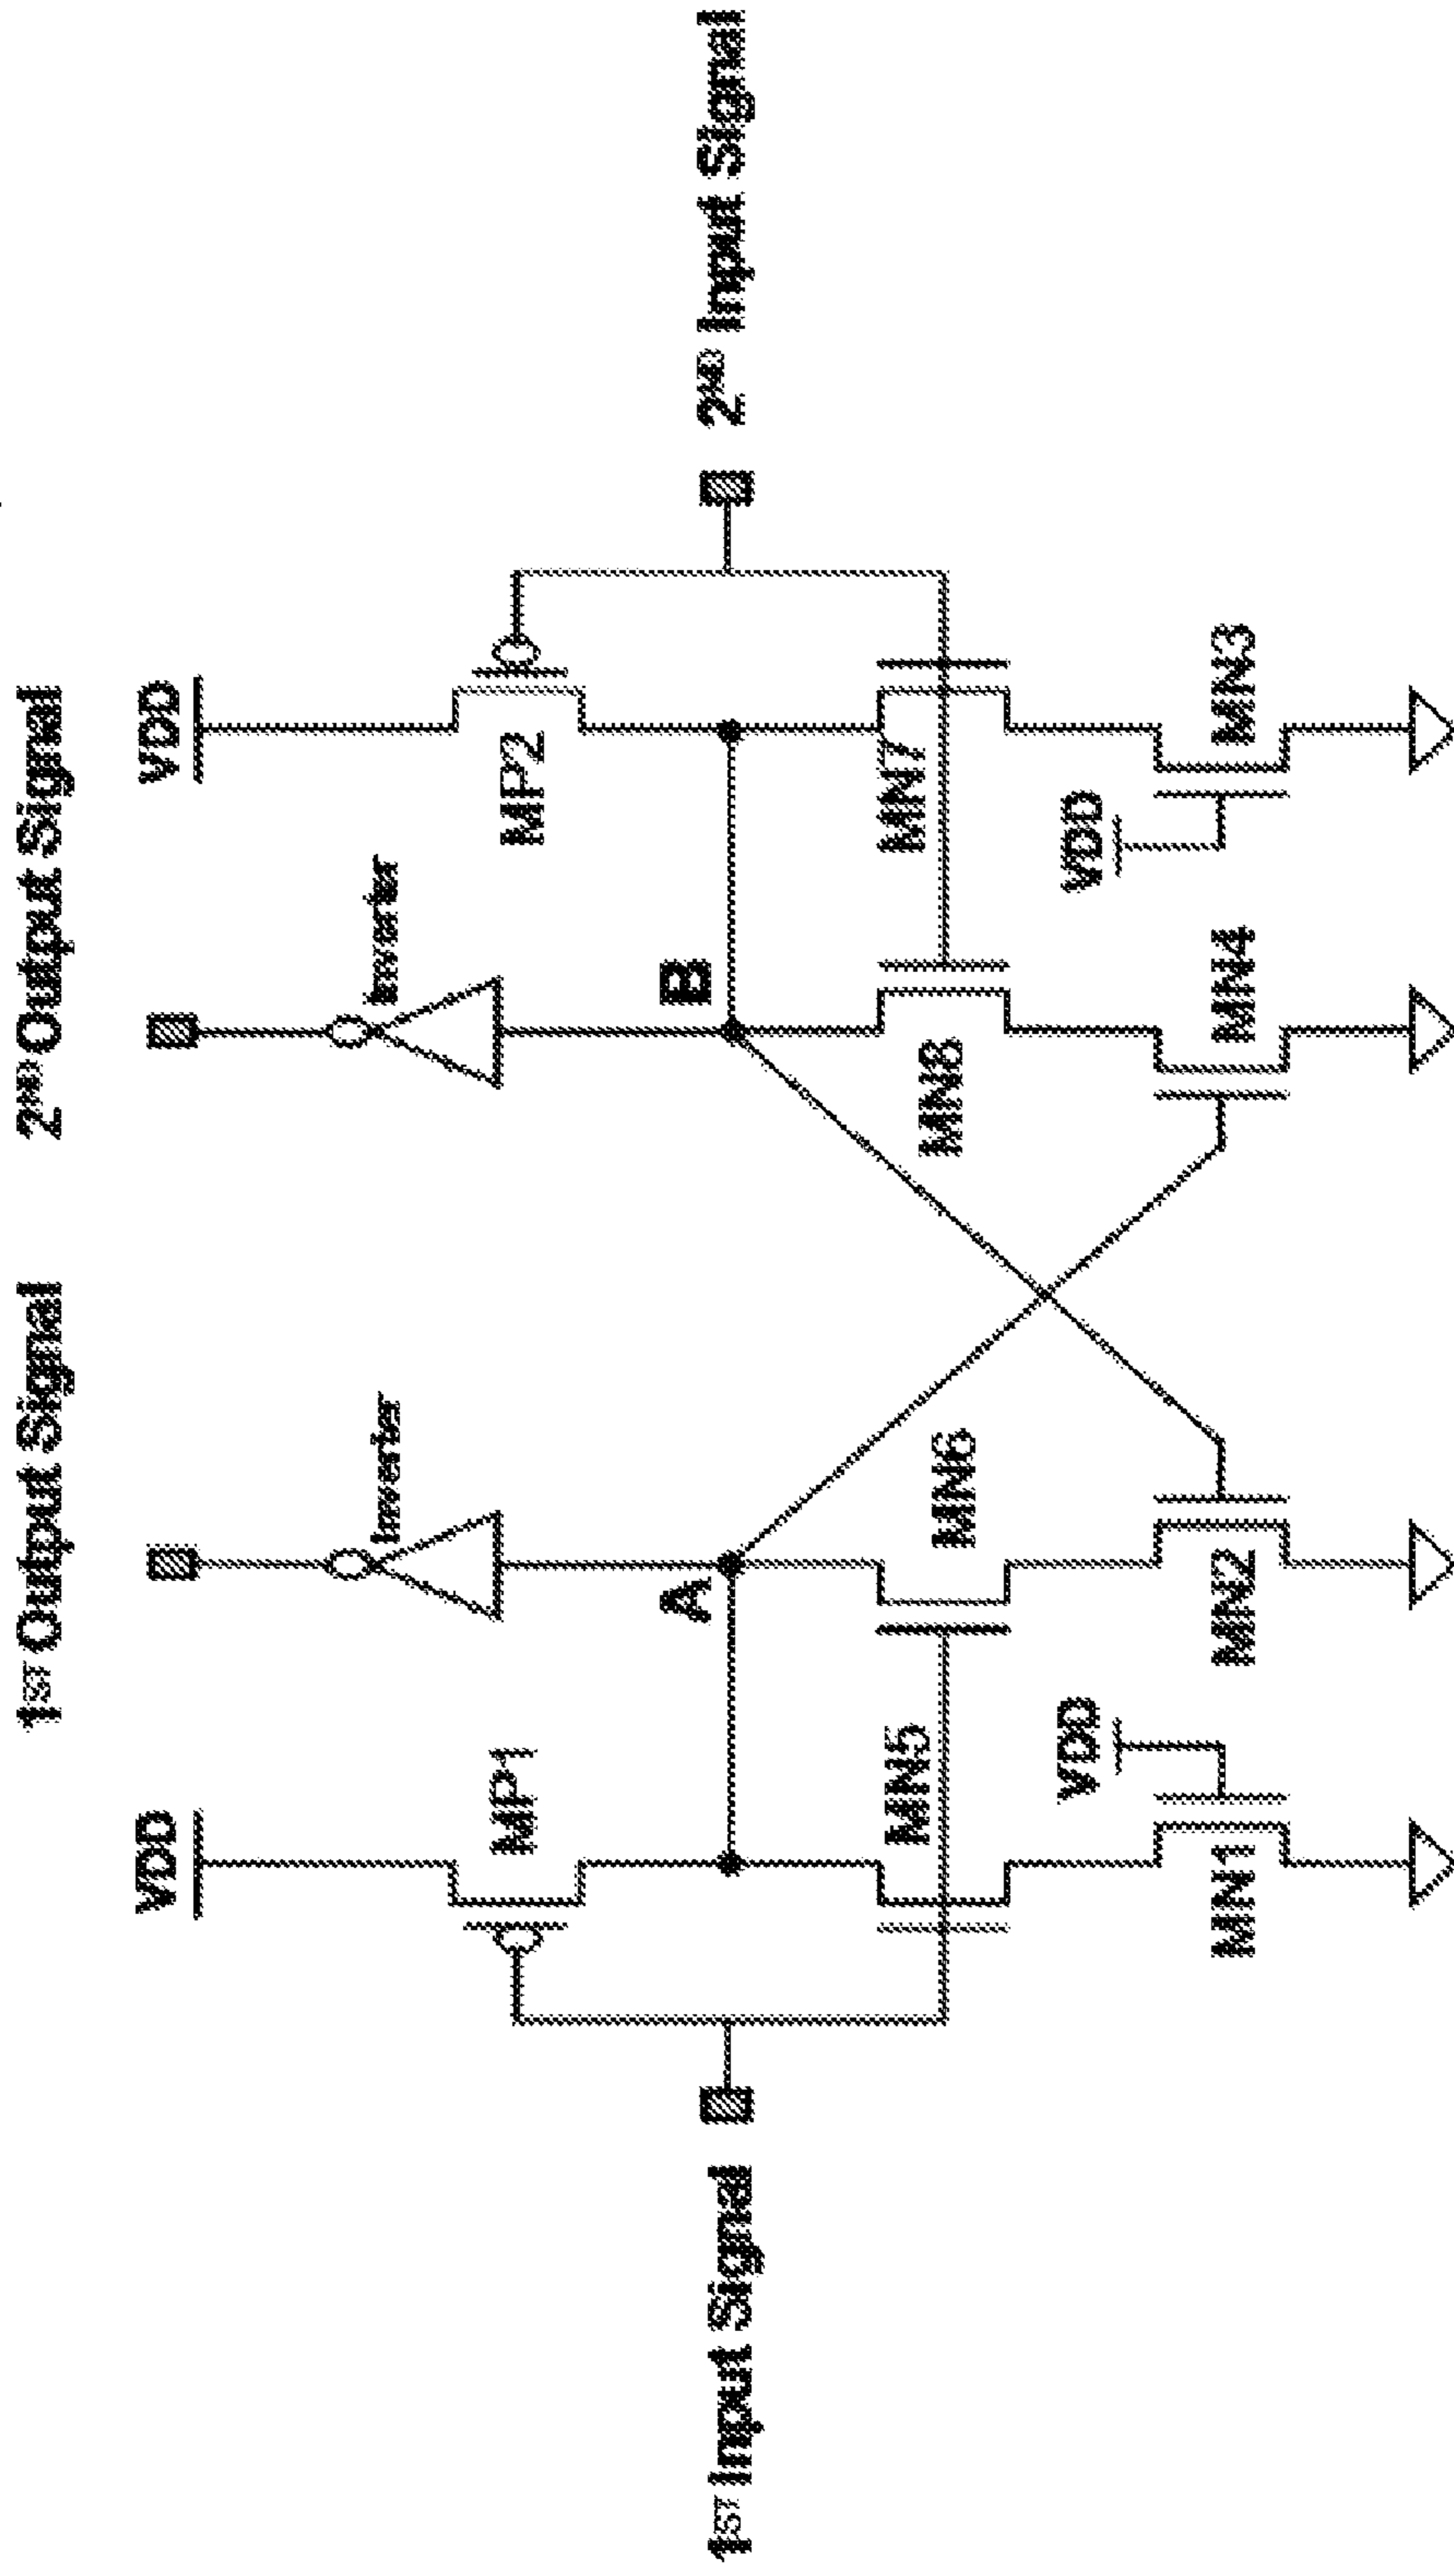 1ST Output Signal
2ND Output Signal
VDD
VDD
Inverter
Inverter
MP1
MP2
A
B
1ST Input Signal
2ND Input Signal
MN5
MN6
MN8
MN7
VDD
VDD
MN1
MN2
MN4
MN3